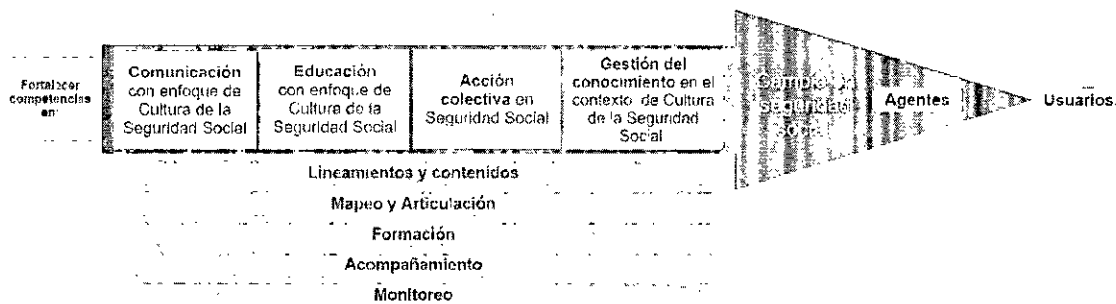 Fortalecer
competencias
en
Comunicación
con enfoque de
Cultura de la
Seguridad Social
Educación
con enfoque de
Cultura de la
Seguridad Social
Acción
colectiva en
Seguridad Social
Gestión del
conocimiento en el
contexto de Cultura
de la Seguridad
Social
seguridad
social
Agentes
Usuarios
Lineamientos y contenidos
Mapeo y Articulación
Formación
Acompañamiento
Monitoreo